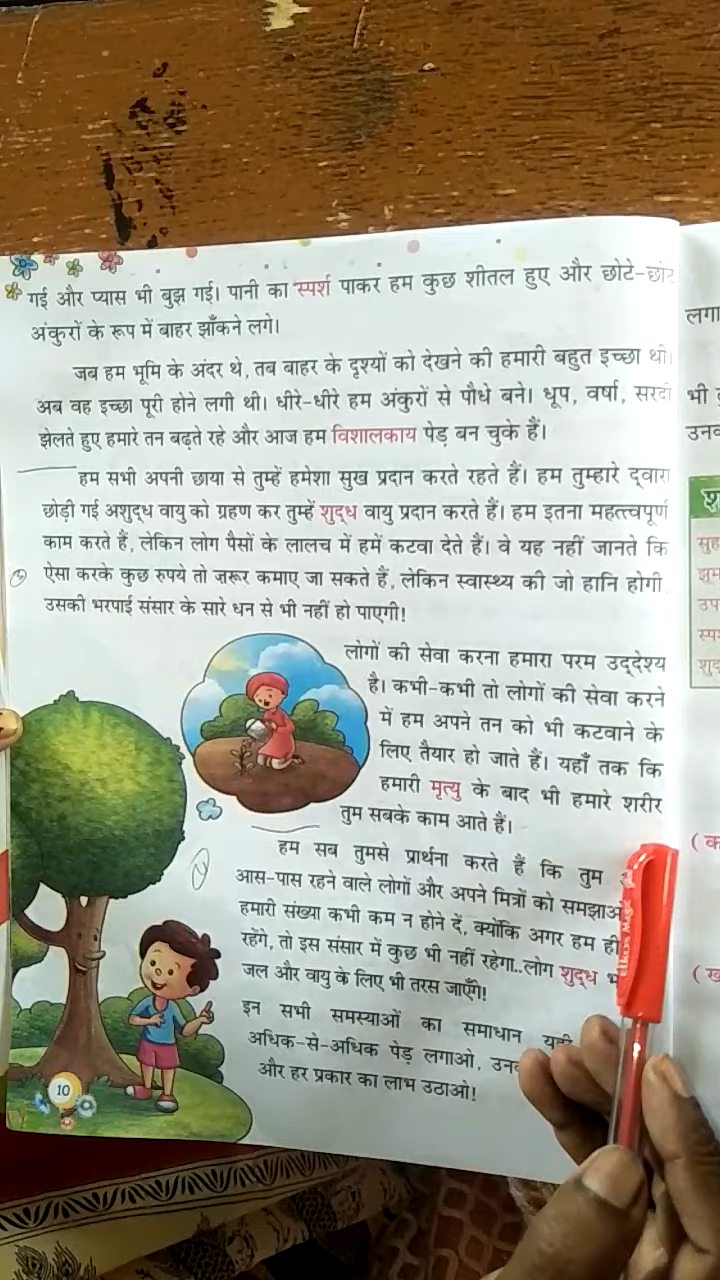 गई और प्यास भी बुझ गई। पानी का स्पर्श पाकर हम कुछ शीतल हुए और छोटे-छोटे
अंकुरों के रूप में बाहर झाँकने लगे।
जब हम भूमि के अंदर थे, तब बाहर के दृश्यों को देखने की हमारी बहुत इच्छा थी।
अब वह इच्छा पूरी होने लगी थी। धीरे-धीरे हम अंकुरों से पौधे बने। धूप, वर्षा, सरदी
झेलते हुए हमारे तन बढ़ते रहे और आज हम विशालकाय पेड़ बन चुके हैं।
हम सभी अपनी छाया से तुम्हें हमेशा सुख प्रदान करते रहते हैं। हम तुम्हारे द्वारा
छोड़ी गई अशुद्ध वायु को ग्रहण कर तुम्हें शुद्ध वायु प्रदान करते हैं। हम इतना महत्त्वपूर्ण
काम करते हैं, लेकिन लोग पैसों के लालच में हमें कटवा देते हैं। वे यह नहीं जानते कि
ऐसा करके कुछ रुपये तो ज़रूर कमाए जा सकते हैं, लेकिन स्वास्थ्य की जो हानि होगी
उसकी भरपाई संसार के सारे धन से भी नहीं हो पाएगी!
लोगों की सेवा करना हमारा परम उद्देश्य
है। कभी-कभी तो लोगों की सेवा करने
में हम अपने तन को भी कटवाने के
लिए तैयार हो जाते हैं। यहाँ तक कि
हमारी मृत्यु के बाद भी हमारे शरीर
तुम सबके काम आते हैं।
हम सब तुमसे प्रार्थना करते हैं कि तुम
आस-पास रहने वाले लोगों और अपने मित्रों को
हमारी संख्या कभी कम न होने दें, क्योंकि अगर हम ही
रहेंगे, तो इस संसार में कुछ भी नहीं रहेगा..लोग शुद्ध
जल और वायु के लिए भी तरस जाएँगे!
इन सभी समस्याओं का समाधान
अधिक-से-अधिक पेड़ लगाओ,
और हर प्रकार का लाभ उठाओ!
10
लगा
भी
( क
( ख